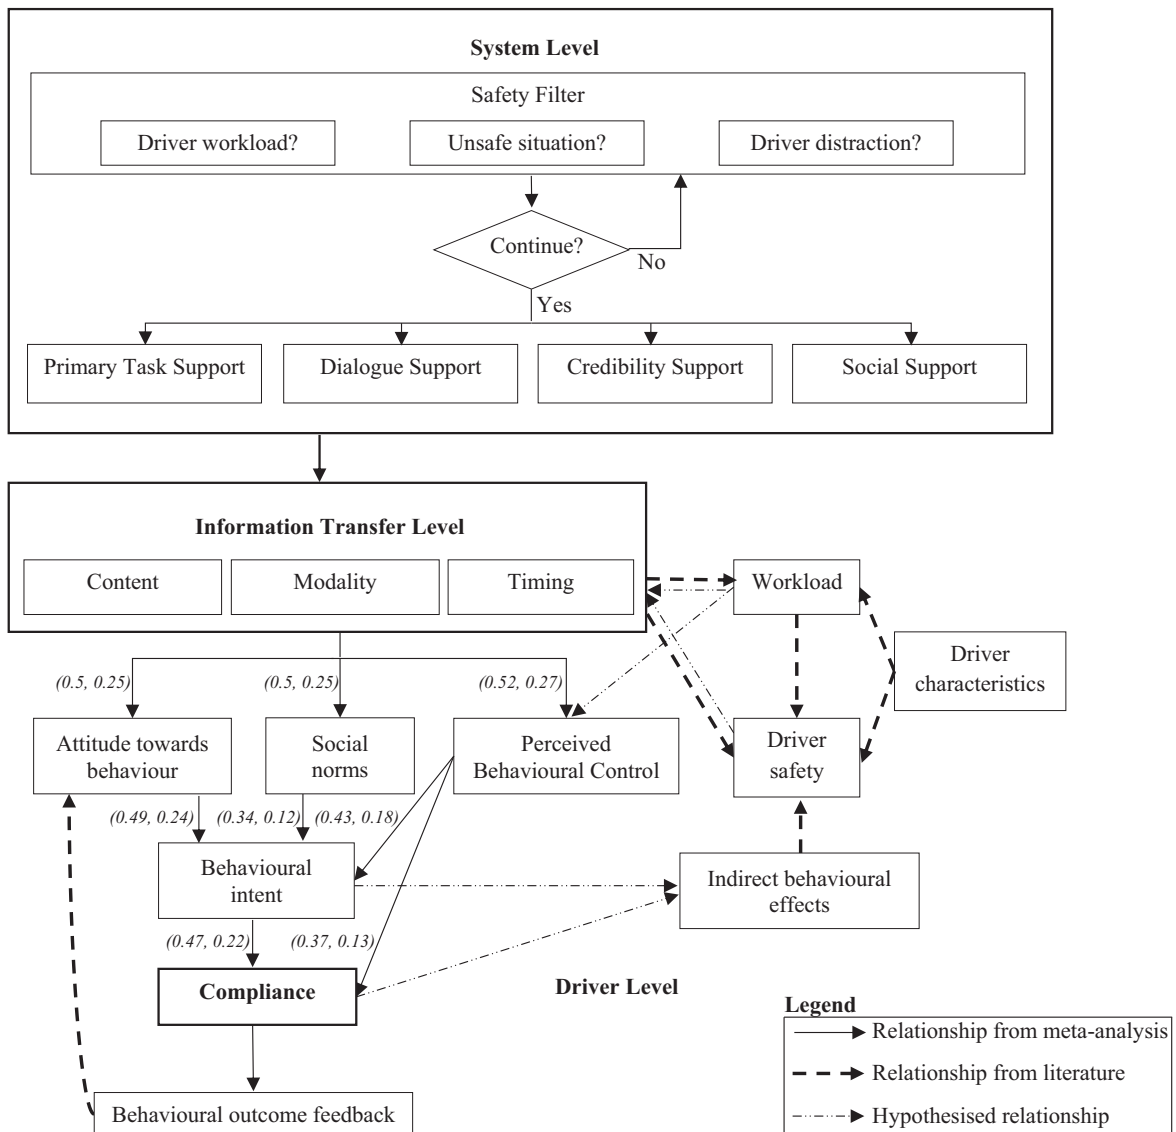 System Level
Safety Filter
Driver workload?
Unsafe situation?
Driver distraction?
Continue?
No
Yes
Primary Task Support
Dialogue Support
Credibility Support
Social Support
Information Transfer Level
Content
Modality
Timing
Workload
Driver
characteristics
(0.5, 0.25)
(0.5, 0.25)
(0.52, 0.27)
Attitude towards
behaviour
Social
norms
Perceived
Behavioural Control
Driver
safety
(0.49, 0.24)
(0.34, 0.12)
(0.43, 0.18)
Behavioural
intent
Indirect behavioural
effects
(0.47, 0.22)
(0.37, 0.13)
Compliance
Driver Level
Behavioural outcome feedback
Legend
Relationship from meta-analysis
Relationship from literature
Hypothesised relationship